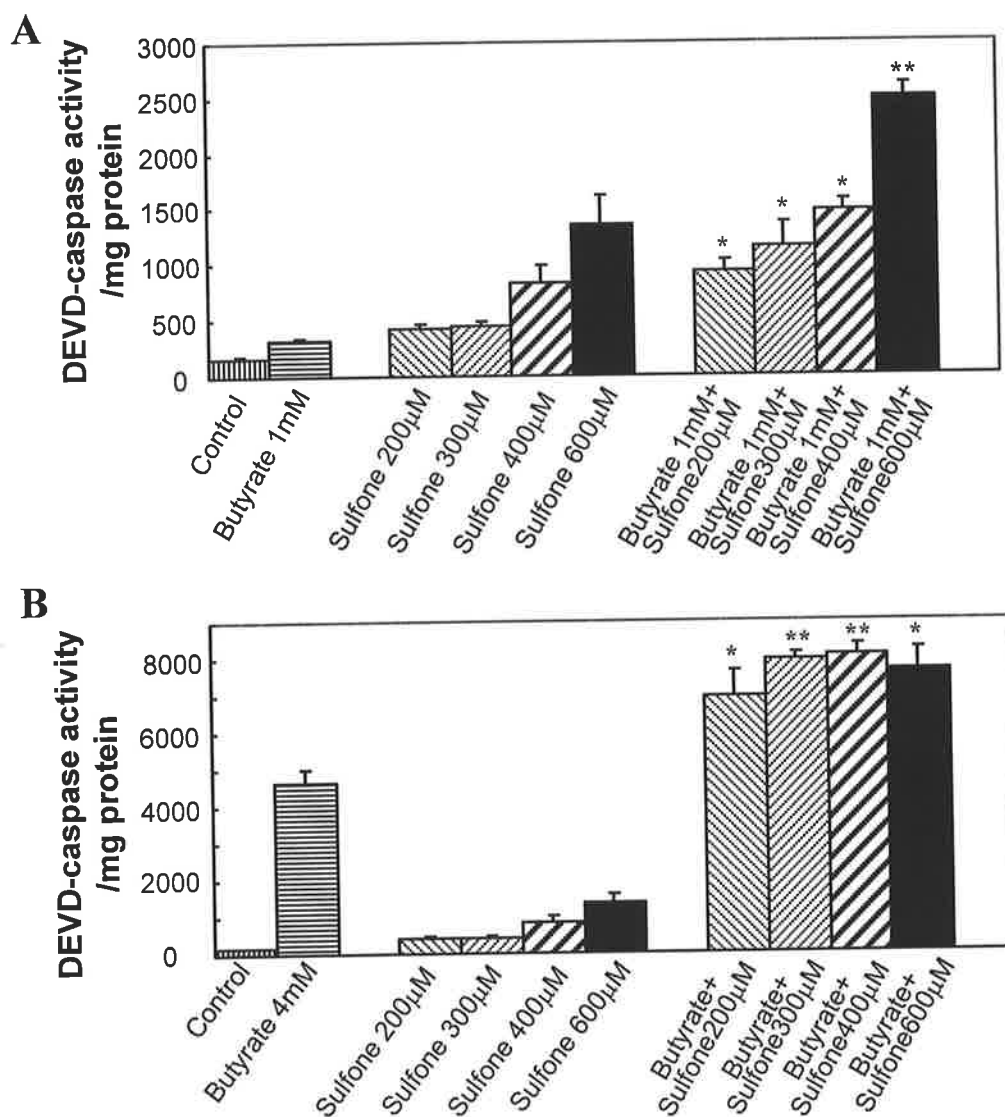 A
3000
2500
2000
1500
1000
500
0
DEVD-caspase activity
/mg protein
*
*
*
**
Control
Butyrate 1mM
Sulfone 200µM
Sulfone 300µM
Sulfone 400µM
Sulfone 600µM
Butyrate 1mM+
Sulfone200µM
Butyrate 1mM+
Sulfone300µM
Butyrate 1mM+
Sulfone400µM
Butyrate 1mM+
Sulfone600µM
B
8000
6000
4000
2000
0
DEVD-caspase activity
/mg protein
*
**
**
*
Control
Butyrate 4mM
Sulfone 200µM
Sulfone 300µM
Sulfone 400µM
Sulfone 600µM
Butyrate+
Sulfone200µM
Butyrate+
Sulfone300µM
Butyrate+
Sulfone400µM
Butyrate+
Sulfone600µM